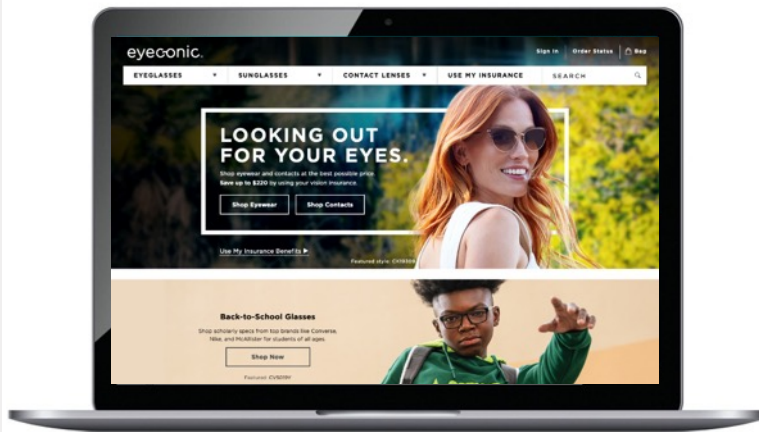 eyeconic.
Sign In Order Status Bag
EYEGLASSES SUNGLASSES CONTACT LENSES USE MY INSURANCE SEARCH
LOOKING OUT
FOR YOUR EYES.
Shop eyewear and contacts at the best possible price.
Save up to $220 by using your vision insurance.
Shop Eyewear Shop Contacts
Use My Insurance Benefits ▶
Featured style:
Back-to-School Glasses
Shop scholarly specs from top brands like Converse,
Nike, and McAllister for students of all ages.
Shop Now
Featured: